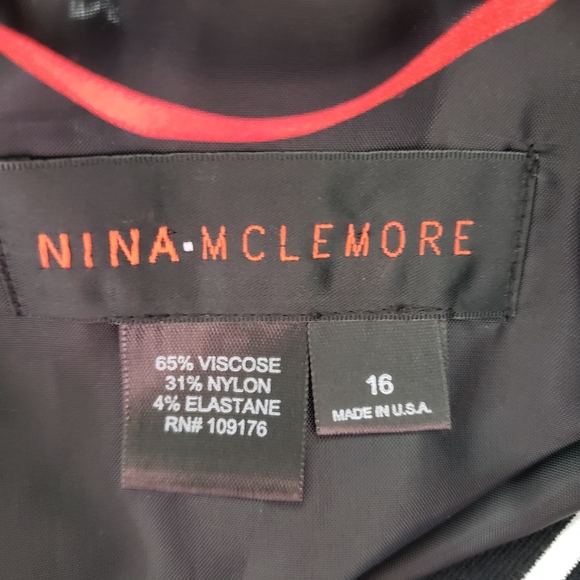 NINA·MCLEMORE
65% VISCOSE
31% NYLON
4% ELASTANE
RN# 109176
16
MADE IN U.S.A.